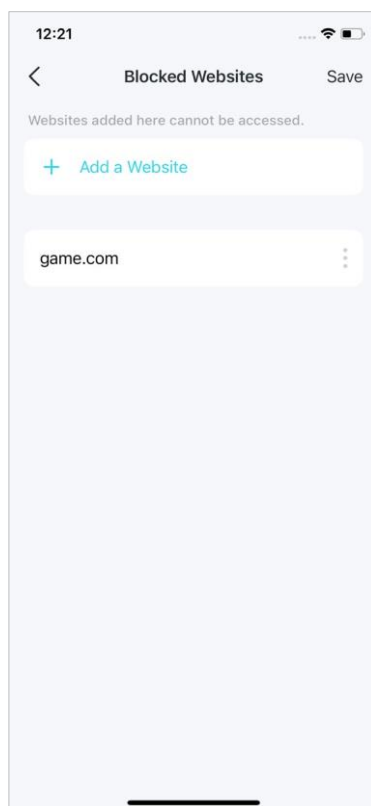 12:21
Blocked Websites
Save
Websites added here cannot be accessed.
+ Add a Website
game.com